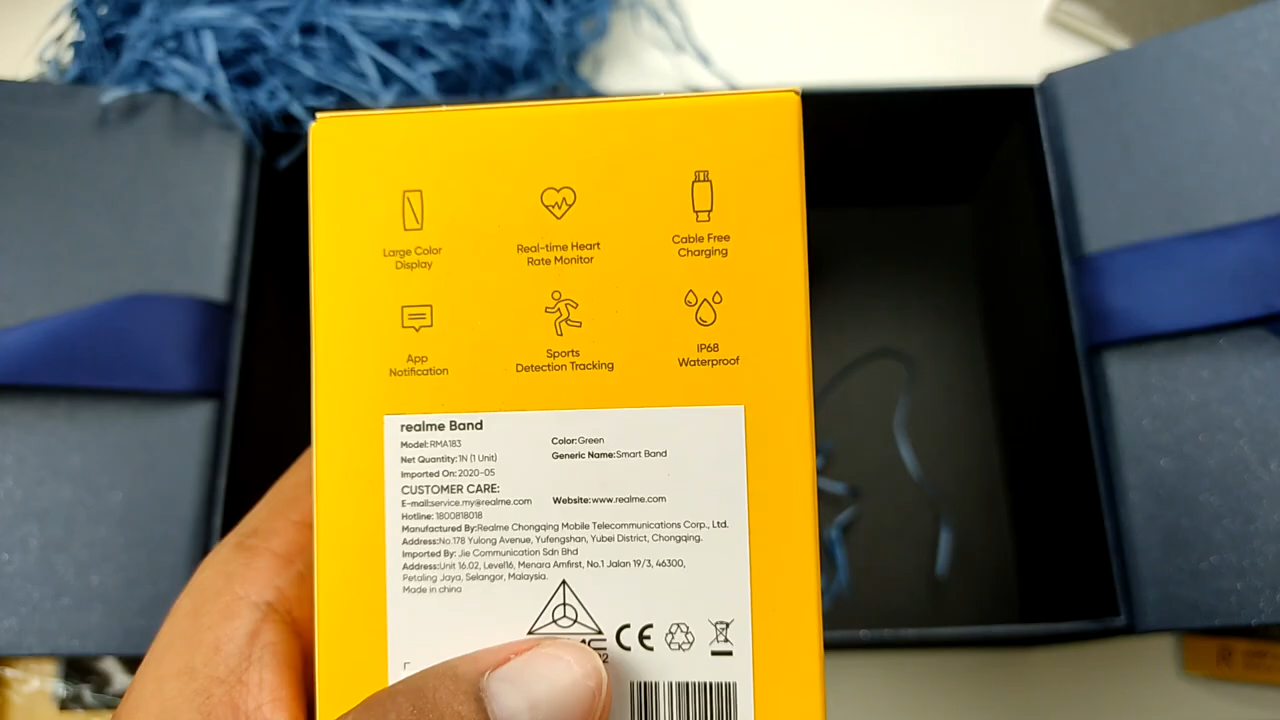 Large Color
Display
Real-time Heart
Rate Monitor
Cable Free
Charging
App
Notification
Sports
Detection Tracking
IP68
Waterproof
realme Band
Model:RMA183
Color:Green
Net Quantity:1N (1 Unit)
Generic Name:Smart Band
Imported On:2020-05
CUSTOMER CARE:
E-mail:service.my@realme.com
Website:www.realme.com
Hotline: 1800818018
Manufactured By:Realme Chongqing Mobile Telecommunications Corp., Ltd.
Address:No.178 Yulong Avenue, Yufengshan, Yubei District, Chongqing.
Imported By: Jie Communication Sdn Bhd
Address:Unit 16.02, Level16, Menara Amfirst, No.1 Jalan 19/3, 46300,
Petaling Jaya, Selangor, Malaysia.
Made in china
CE